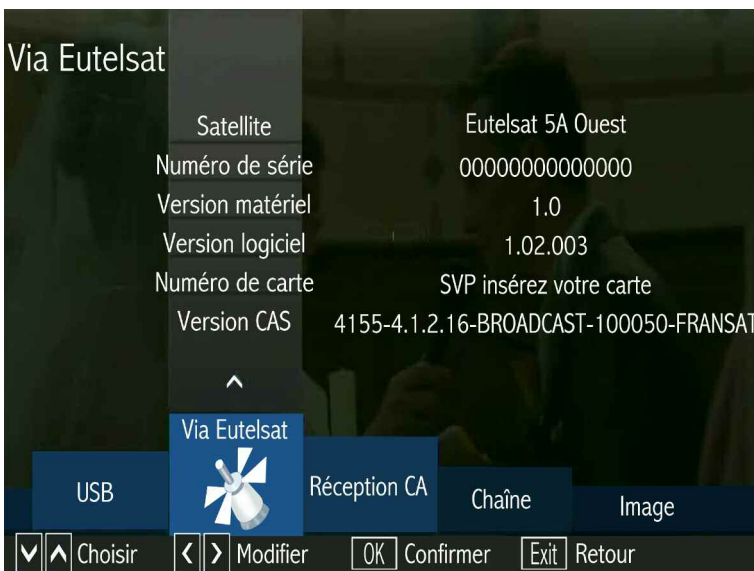 Via Eutelsat
Satellite Eutelsat 5A Ouest
Numéro de série 00000000000000
Version matériel 1.0
Version logiciel 1.02.003
Numéro de carte SVP insérez votre carte
Version CAS 4155-4.1.2.16-BROADCAST-100050-FRANSAT
Via Eutelsat
USB Réception CA Chaîne Image
Choisir Modifier OK Confirmer Exit Retour